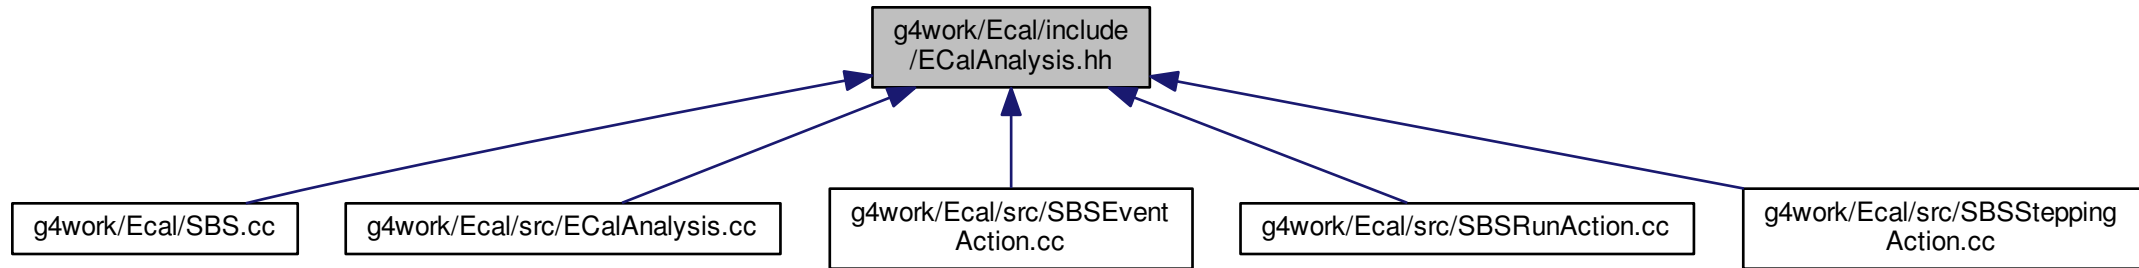 g4work/Ecal/include
/ECalAnalysis.hh
g4work/Ecal/SBS.cc
g4work/Ecal/src/ECalAnalysis.cc
g4work/Ecal/src/SBSEvent
Action.cc
g4work/Ecal/src/SBSRunAction.cc
g4work/Ecal/src/SBSStepping
Action.cc